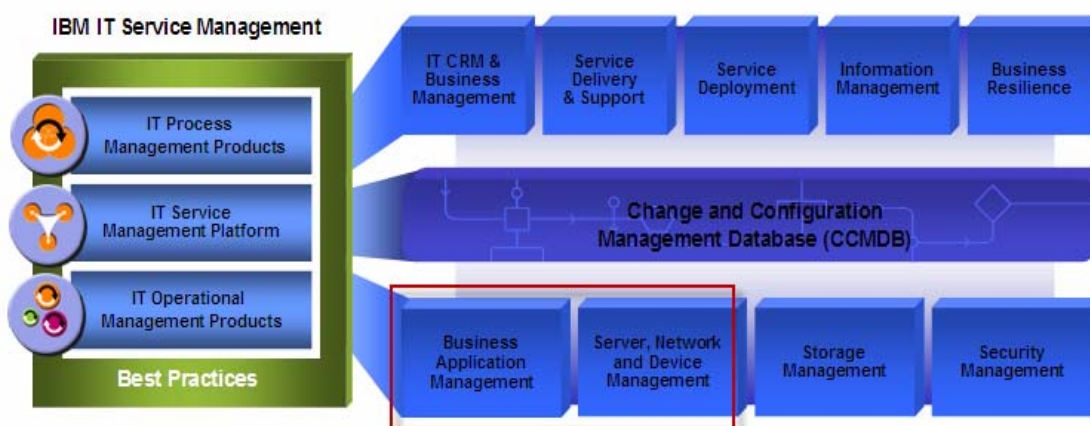 IBM IT Service Management
IT Process
Management Products
IT Service
Management Platform
IT Operational
Management Products
Best Practices
IT CRM &
Business
Management
Service
Delivery
& Support
Service
Deployment
Information
Management
Business
Resilience
Change and Configuration
Management Database (CCMDB)
Business
Application
Management
Server, Network
and Device
Management
Storage
Management
Security
Management